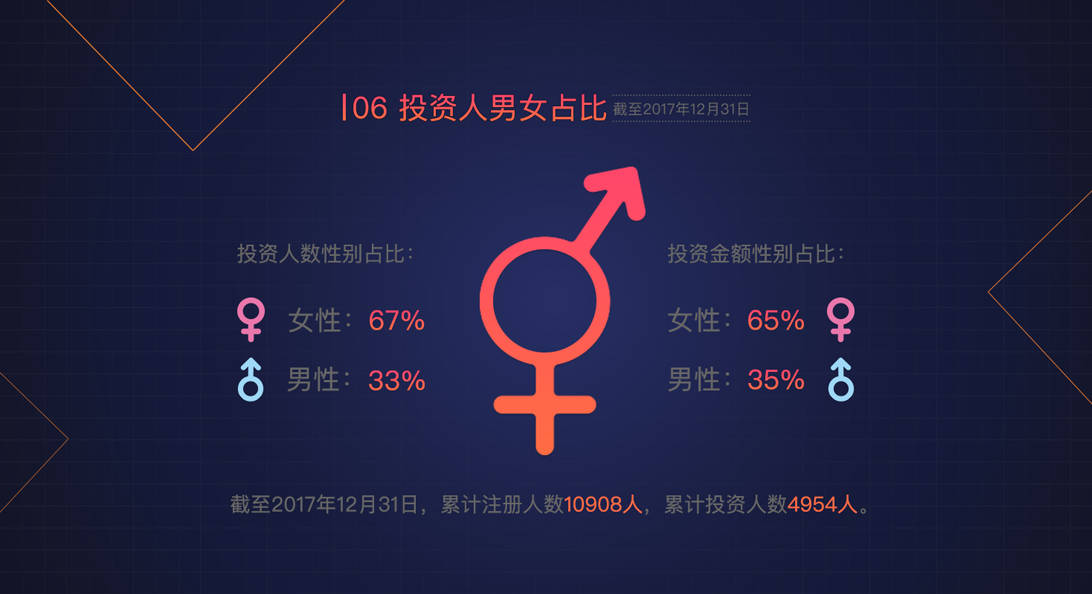 06 投资人男女占比 截至2017年12月31日
投资人数性别占比：
女性：67%
男性：33%
投资金额性别占比：
女性：65%
男性：35%
截至2017年12月31日，累计注册人数10908人，累计投资人数4954人。